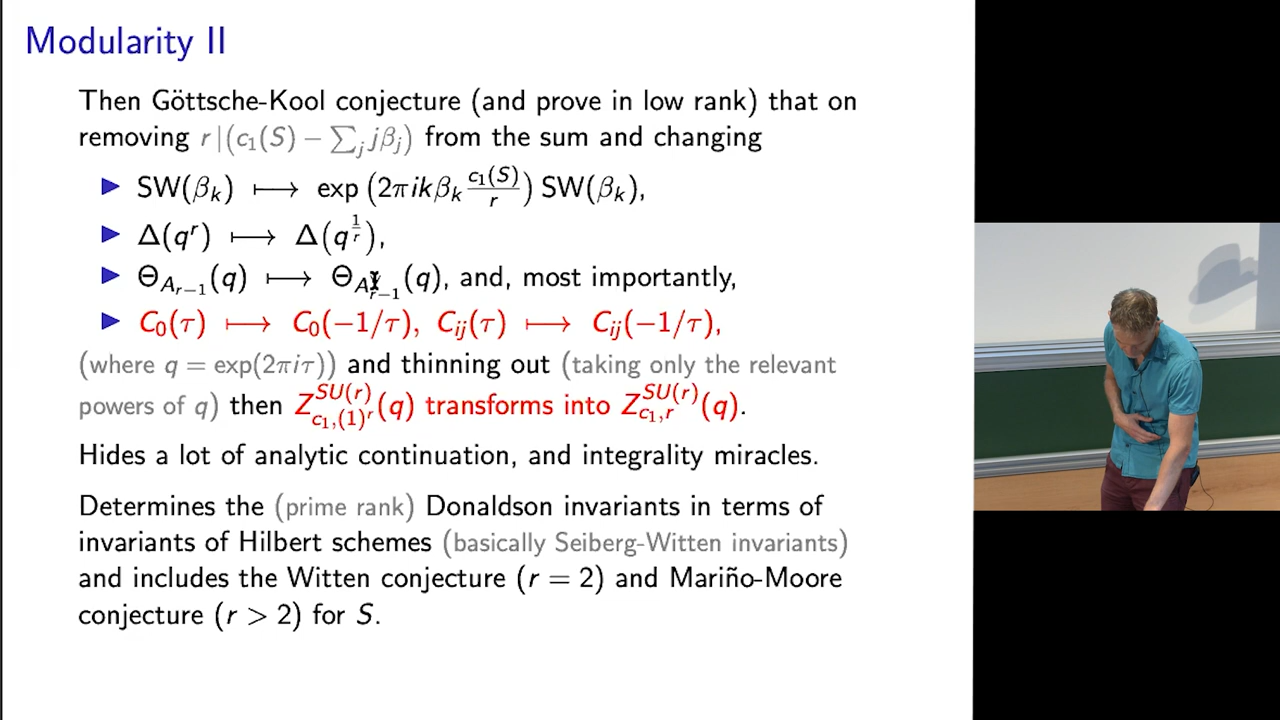 Modularity II
Then Göttsche-Kool conjecture (and prove in low rank) that on
removing r | (c₁(S) − ∑ⱼ jβⱼ) from the sum and changing
▶ SW(βₖ) ⟼ exp (2πikβₖ c₁(S)/r) SW(βₖ),
▶ Δ(qʳ) ⟼ Δ(q^{1/r}),
▶ Θ_{A_{r−1}}(q) ⟼ Θ_{A^∨_{r−1}}(q), and, most importantly,
▶ C₀(τ) ⟼ C₀(−1/τ), C_{ij}(τ) ⟼ C_{ij}(−1/τ),
(where q = exp(2πiτ)) and thinning out (taking only the relevant
powers of q) then Z^{SU(r)}_{c₁,(1)^r}(q) transforms into Z^{SU(r)}_{c₁,r}(q).
Hides a lot of analytic continuation, and integrality miracles.
Determines the (prime rank) Donaldson invariants in terms of
invariants of Hilbert schemes (basically Seiberg-Witten invariants)
and includes the Witten conjecture (r = 2) and Mariño-Moore
conjecture (r > 2) for S.